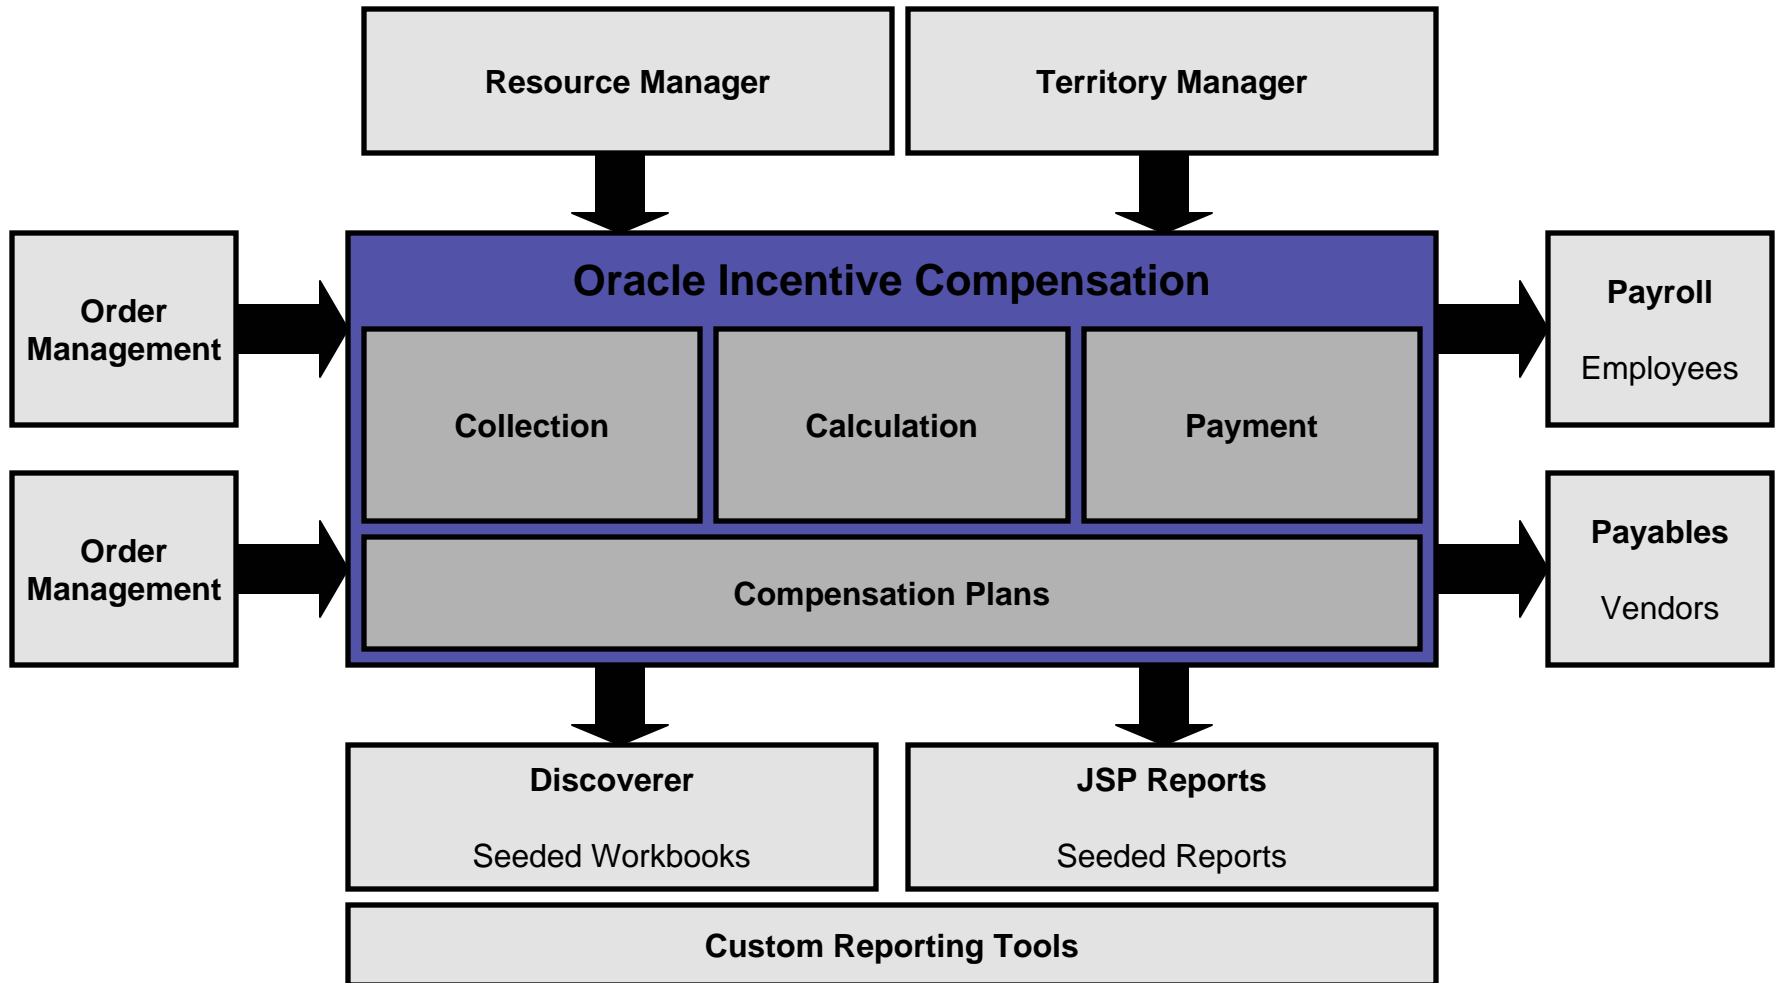 Resource Manager
Territory Manager
Oracle Incentive Compensation
Order
Management
Payroll
Employees
Collection
Calculation
Payment
Order
Management
Payables
Vendors
Compensation Plans
Discoverer
Seeded Workbooks
JSP Reports
Seeded Reports
Custom Reporting Tools